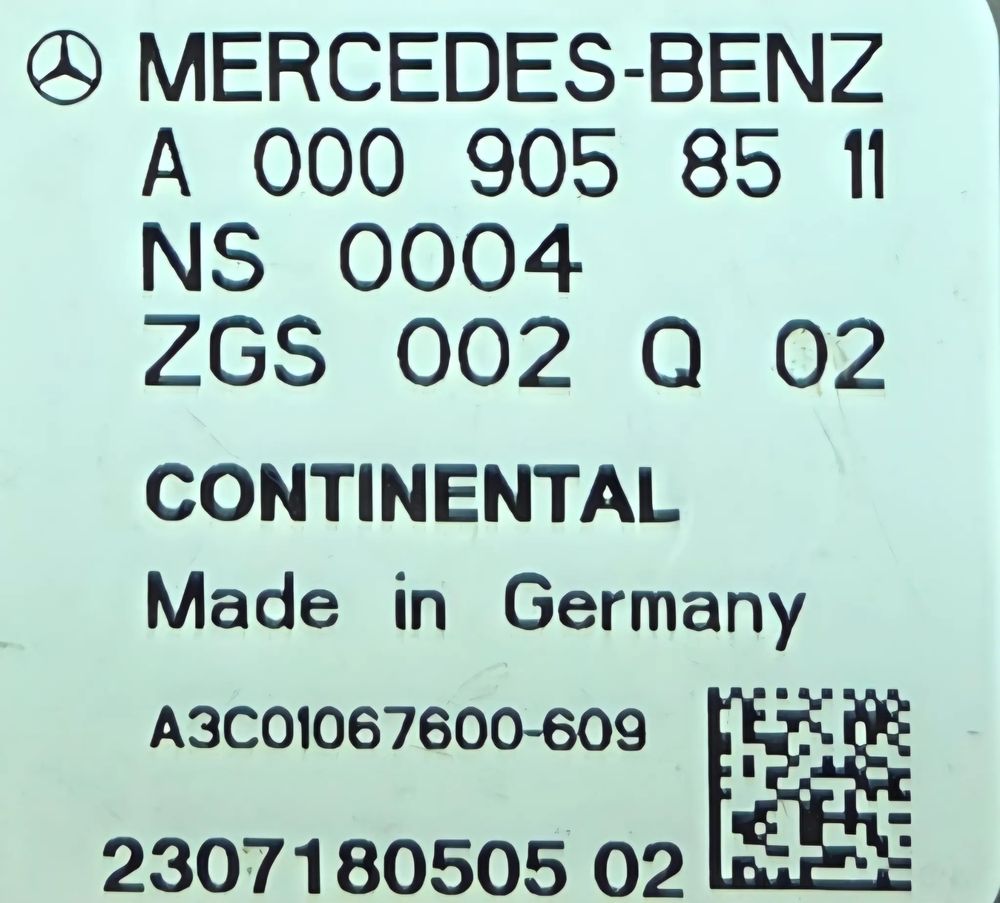 MERCEDES-BENZ
A 000 905 85 11
NS 0004
ZGS 002 Q 02
CONTINENTAL
Made in Germany
A3C01067600-609
2307180505 02